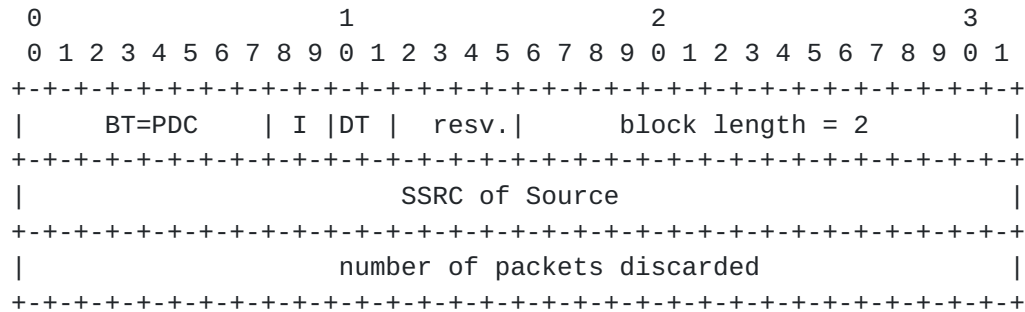 0                   1                   2                   3
 0 1 2 3 4 5 6 7 8 9 0 1 2 3 4 5 6 7 8 9 0 1 2 3 4 5 6 7 8 9 0 1
+-+-+-+-+-+-+-+-+-+-+-+-+-+-+-+-+-+-+-+-+-+-+-+-+-+-+-+-+-+-+-+-+
|     BT=PDC    | I |DT |  resv.|      block length = 2         |
+-+-+-+-+-+-+-+-+-+-+-+-+-+-+-+-+-+-+-+-+-+-+-+-+-+-+-+-+-+-+-+-+
|                        SSRC of Source                         |
+-+-+-+-+-+-+-+-+-+-+-+-+-+-+-+-+-+-+-+-+-+-+-+-+-+-+-+-+-+-+-+-+
|                    number of packets discarded                |
+-+-+-+-+-+-+-+-+-+-+-+-+-+-+-+-+-+-+-+-+-+-+-+-+-+-+-+-+-+-+-+-+